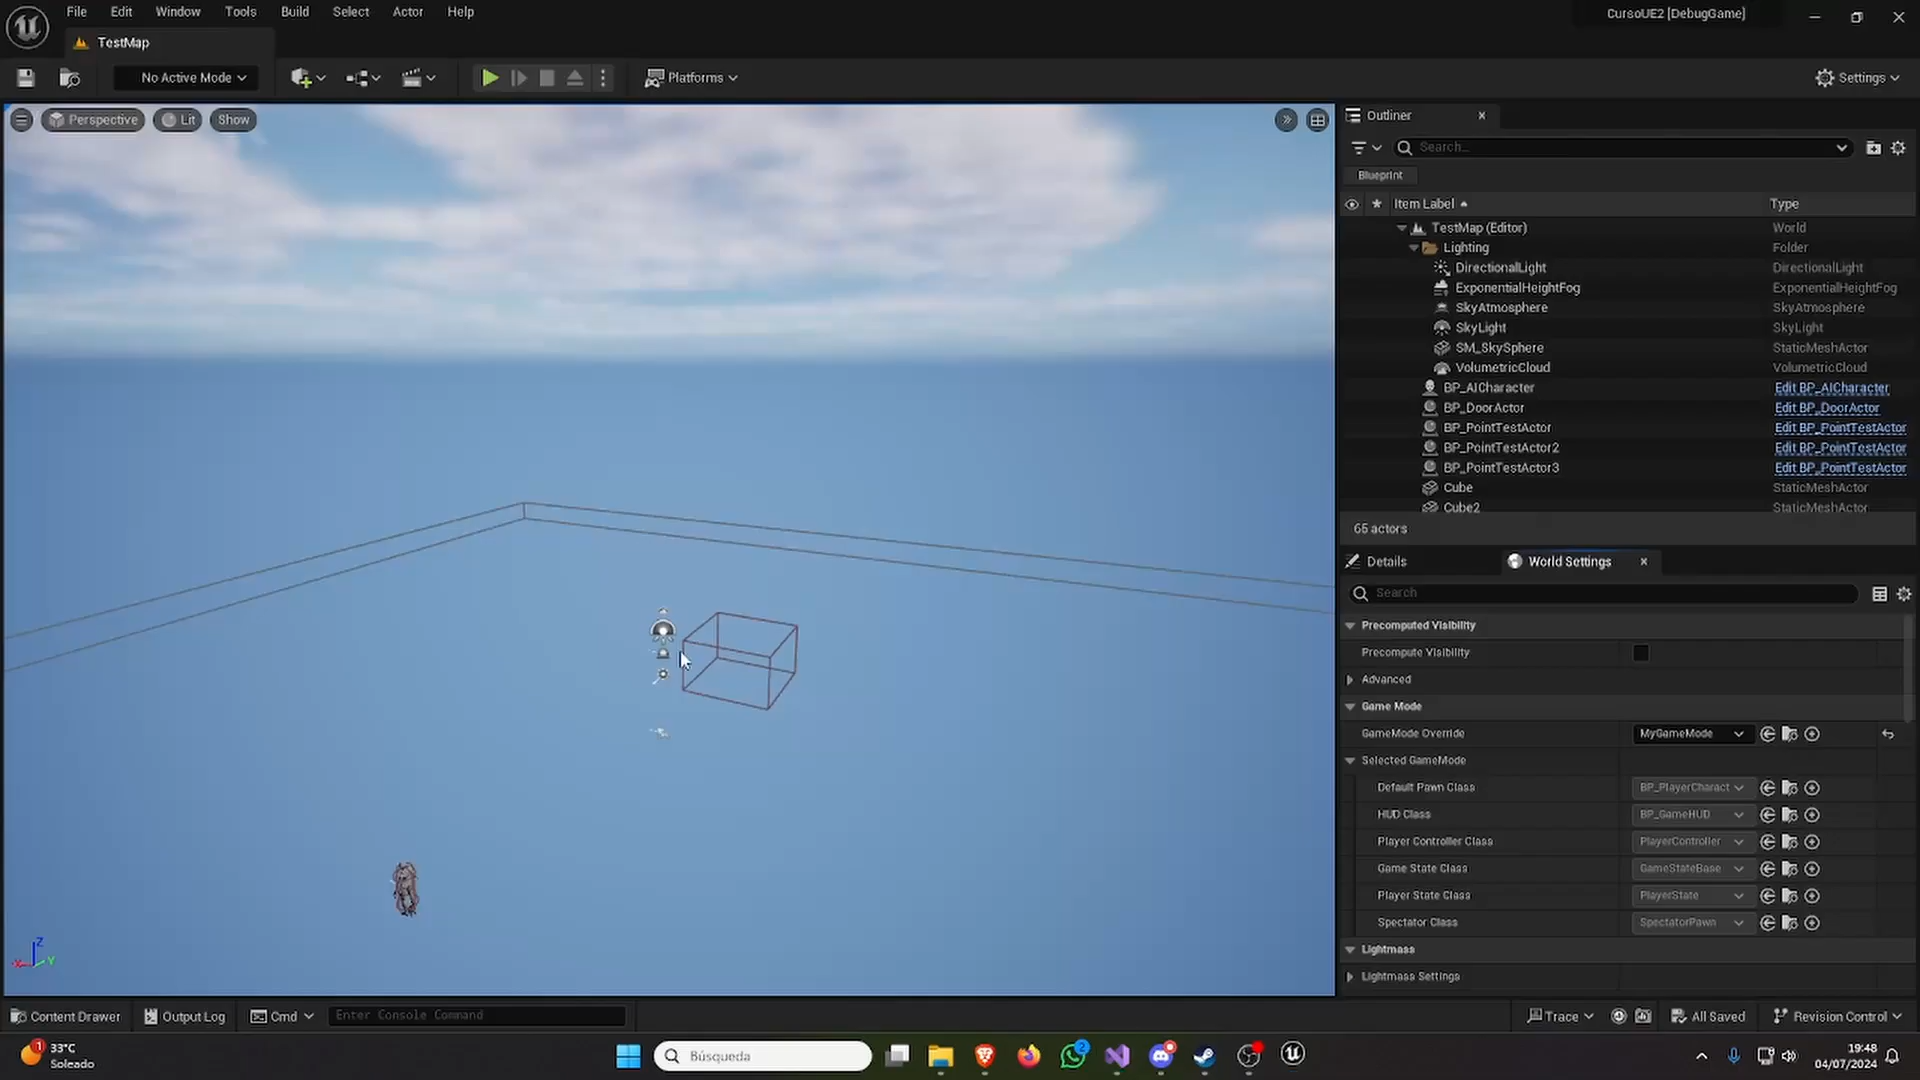 File Edit Window Tools Build Select Actor Help
CursoUE2 [DebugGame]
TestMap
No Active Mode
Platforms
Settings
Perspective
Lit
Show
Outliner
Search...
Blueprint
Item Label
Type
TestMap (Editor) World
Lighting Folder
DirectionalLight DirectionalLight
ExponentialHeightFog ExponentialHeightFog
SkyAtmosphere SkyAtmosphere
SkyLight SkyLight
SM_SkySphere StaticMeshActor
VolumetricCloud VolumetricCloud
BP_AICharacter Edit BP_AICharacter
BP_DoorActor Edit BP_DoorActor
BP_PointTestActor Edit BP_PointTestActor
BP_PointTestActor2 Edit BP_PointTestActor
BP_PointTestActor3 Edit BP_PointTestActor
Cube StaticMeshActor
Cube2 StaticMeshActor
65 actors
Details
World Settings
Search
Precomputed Visibility
Precompute Visibility
Advanced
Game Mode
GameMode Override MyGameMode
Selected GameMode
Default Pawn Class BP_PlayerCharact
HUD Class BP_GameHUD
Player Controller Class PlayerController
Game State Class GameStateBase
Player State Class PlayerState
Spectator Class SpectatorPawn
Lightmass
Lightmass Settings
Z
X
Y
Content Drawer
Output Log
Cmd
Enter Console Command
Trace
All Saved
Revision Control
1
33°C
Soleado
Búsqueda
2
19:48
04/07/2024